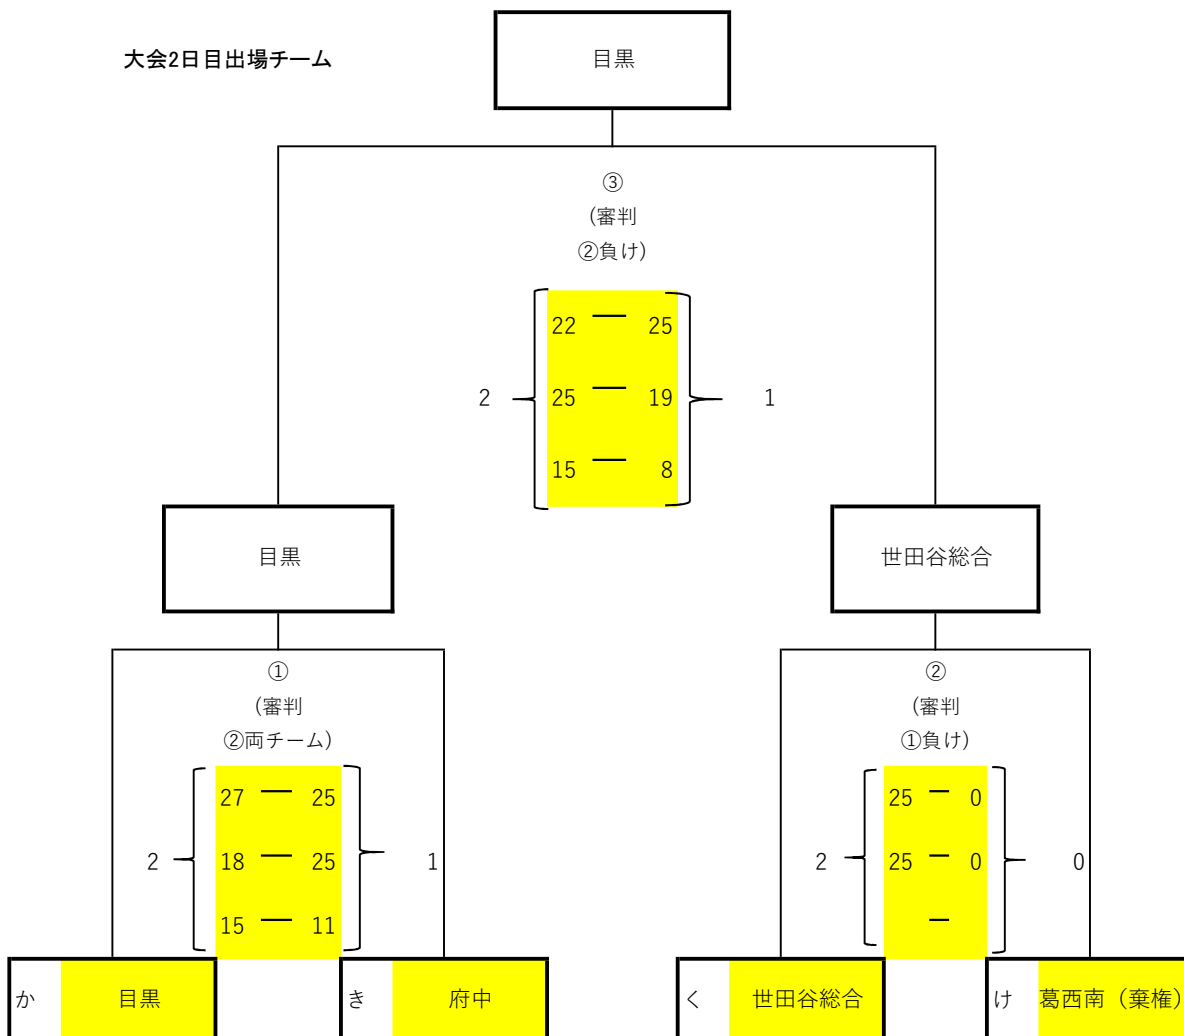 大会2日目出場チーム
目黒
③
(審判
②負け)
22 ー 25
2 25 ー 19 1
15 ー 8
目黒
世田谷総合
①
(審判
②両チーム)
27 ー 25
2 18 ー 25 1
15 ー 11
②
(審判
①負け)
25 ー 0
2 25 ー 0 0
ー
か 目黒
き 府中
く 世田谷総合
け 葛西南（棄権）